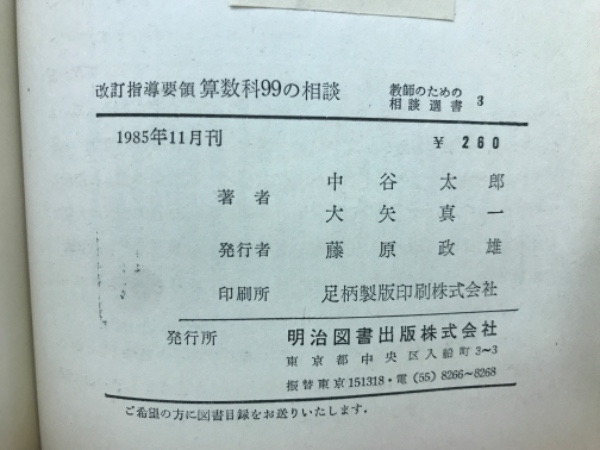 改訂指導要領 算数科99の相談 教師のための相談選書 3
1985年11月刊 ¥ 260
著者 中谷太郎
大矢真一
発行者 藤原政雄
印刷所 足柄製版印刷株式会社
発行所 明治図書出版株式会社
東京都中央区入船町3~3
振替東京151318・電(55)8266~8268
ご希望の方に図書目録をお送りいたします.